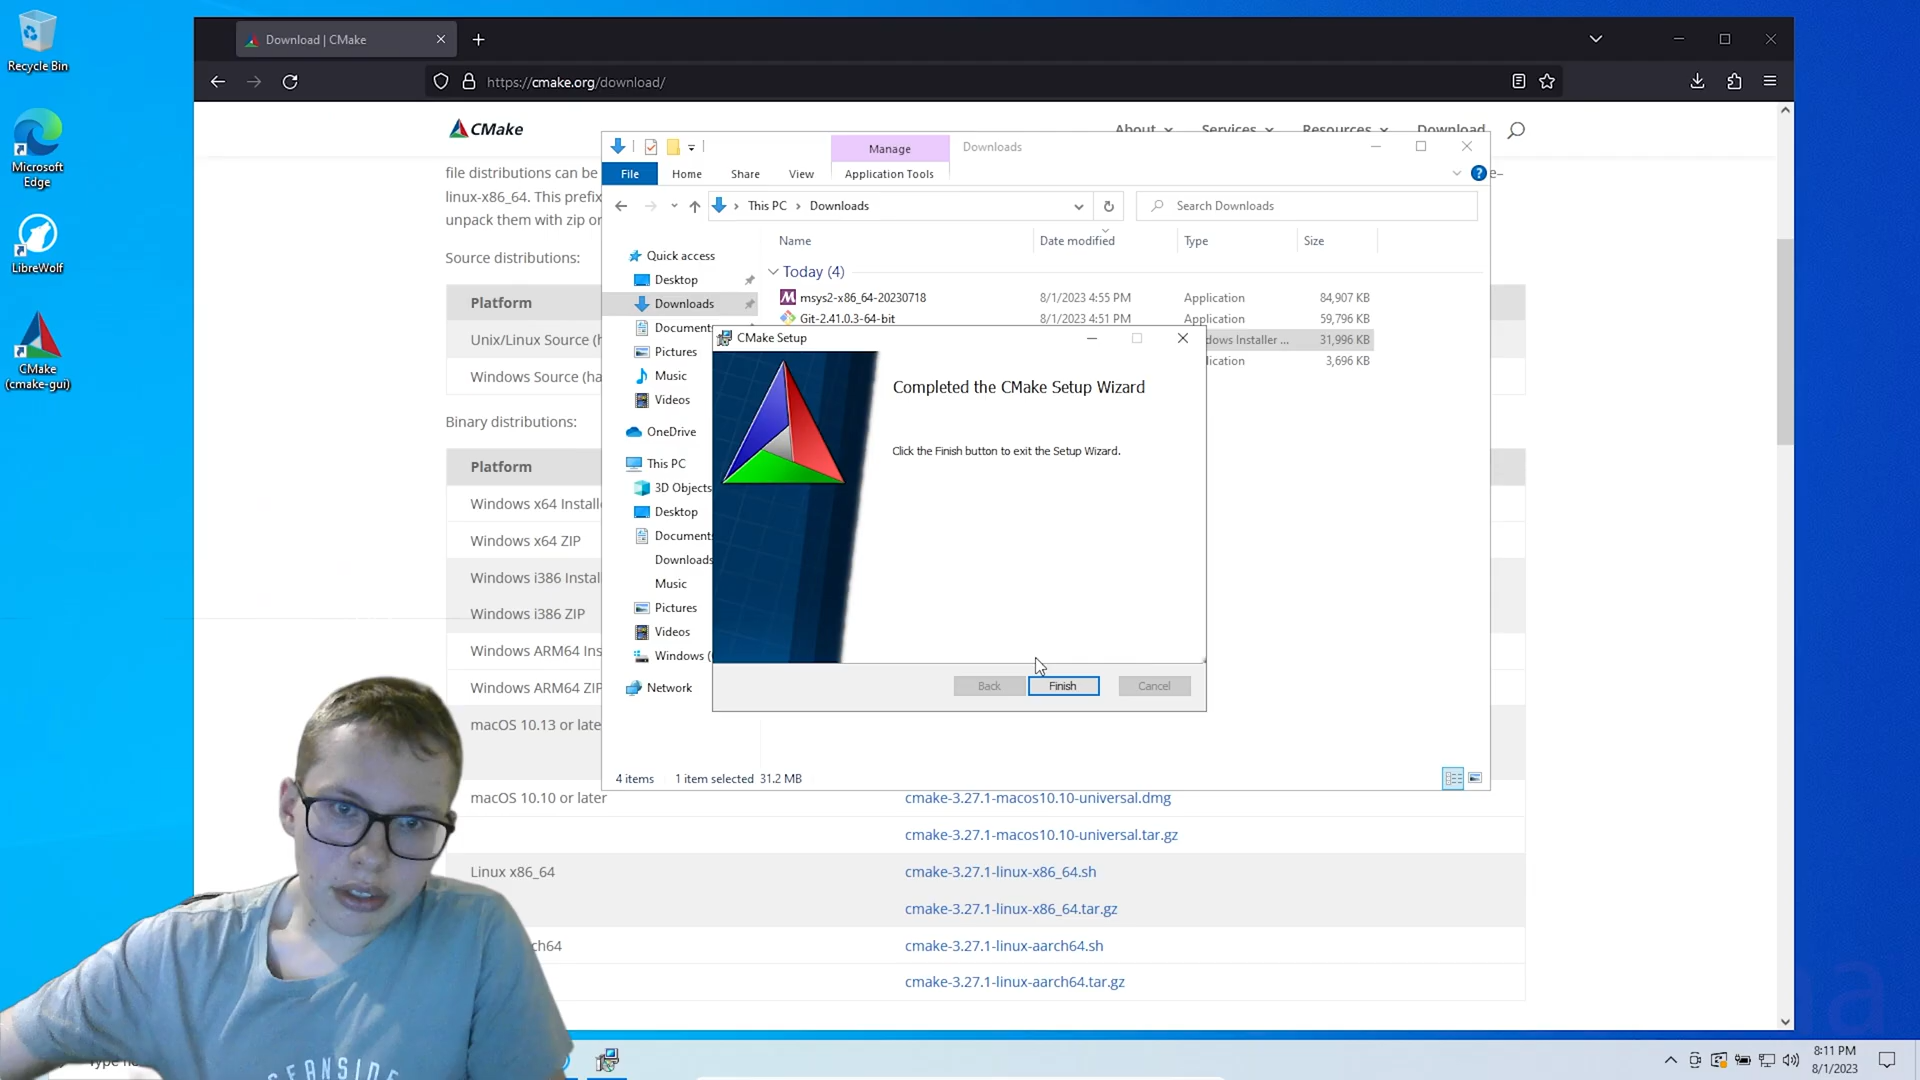 Recycle Bin
Microsoft
Edge
LibreWolf
CMake
(cmake-gui)
Download | CMake
https://cmake.org/download/
CMake
About
Services
Resources
Download
file distributions can be
linux-x86_64. This prefix
unpack them with zip or
Source distributions:
Platform
Unix/Linux Source (h
Windows Source (ha
Binary distributions:
Platform
Windows x64 Installe
Windows x64 ZIP
Windows i386 Instal
Windows i386 ZIP
Windows ARM64 Ins
Windows ARM64 ZIP
macOS 10.13 or late
macOS 10.10 or later
cmake-3.27.1-macos10.10-universal.dmg
cmake-3.27.1-macos10.10-universal.tar.gz
Linux x86_64
cmake-3.27.1-linux-x86_64.sh
cmake-3.27.1-linux-x86_64.tar.gz
ch64
cmake-3.27.1-linux-aarch64.sh
cmake-3.27.1-linux-aarch64.tar.gz
Manage
Downloads
File
Home
Share
View
Application Tools
This PC
Downloads
Search Downloads
Name
Date modified
Type
Size
Today (4)
msys2-x86_64-20230718
8/1/2023 4:55 PM
Application
84,907 KB
Git-2.41.0.3-64-bit
8/1/2023 4:51 PM
Application
59,796 KB
dows Installer ...
31,996 KB
lication
3,696 KB
Quick access
Desktop
Downloads
Document
Pictures
Music
Videos
OneDrive
This PC
3D Objects
Desktop
Document
Downloads
Music
Pictures
Videos
Windows (
Network
4 items
1 item selected
31.2 MB
CMake Setup
Completed the CMake Setup Wizard
Click the Finish button to exit the Setup Wizard.
Back
Finish
Cancel
8:11 PM
8/1/2023